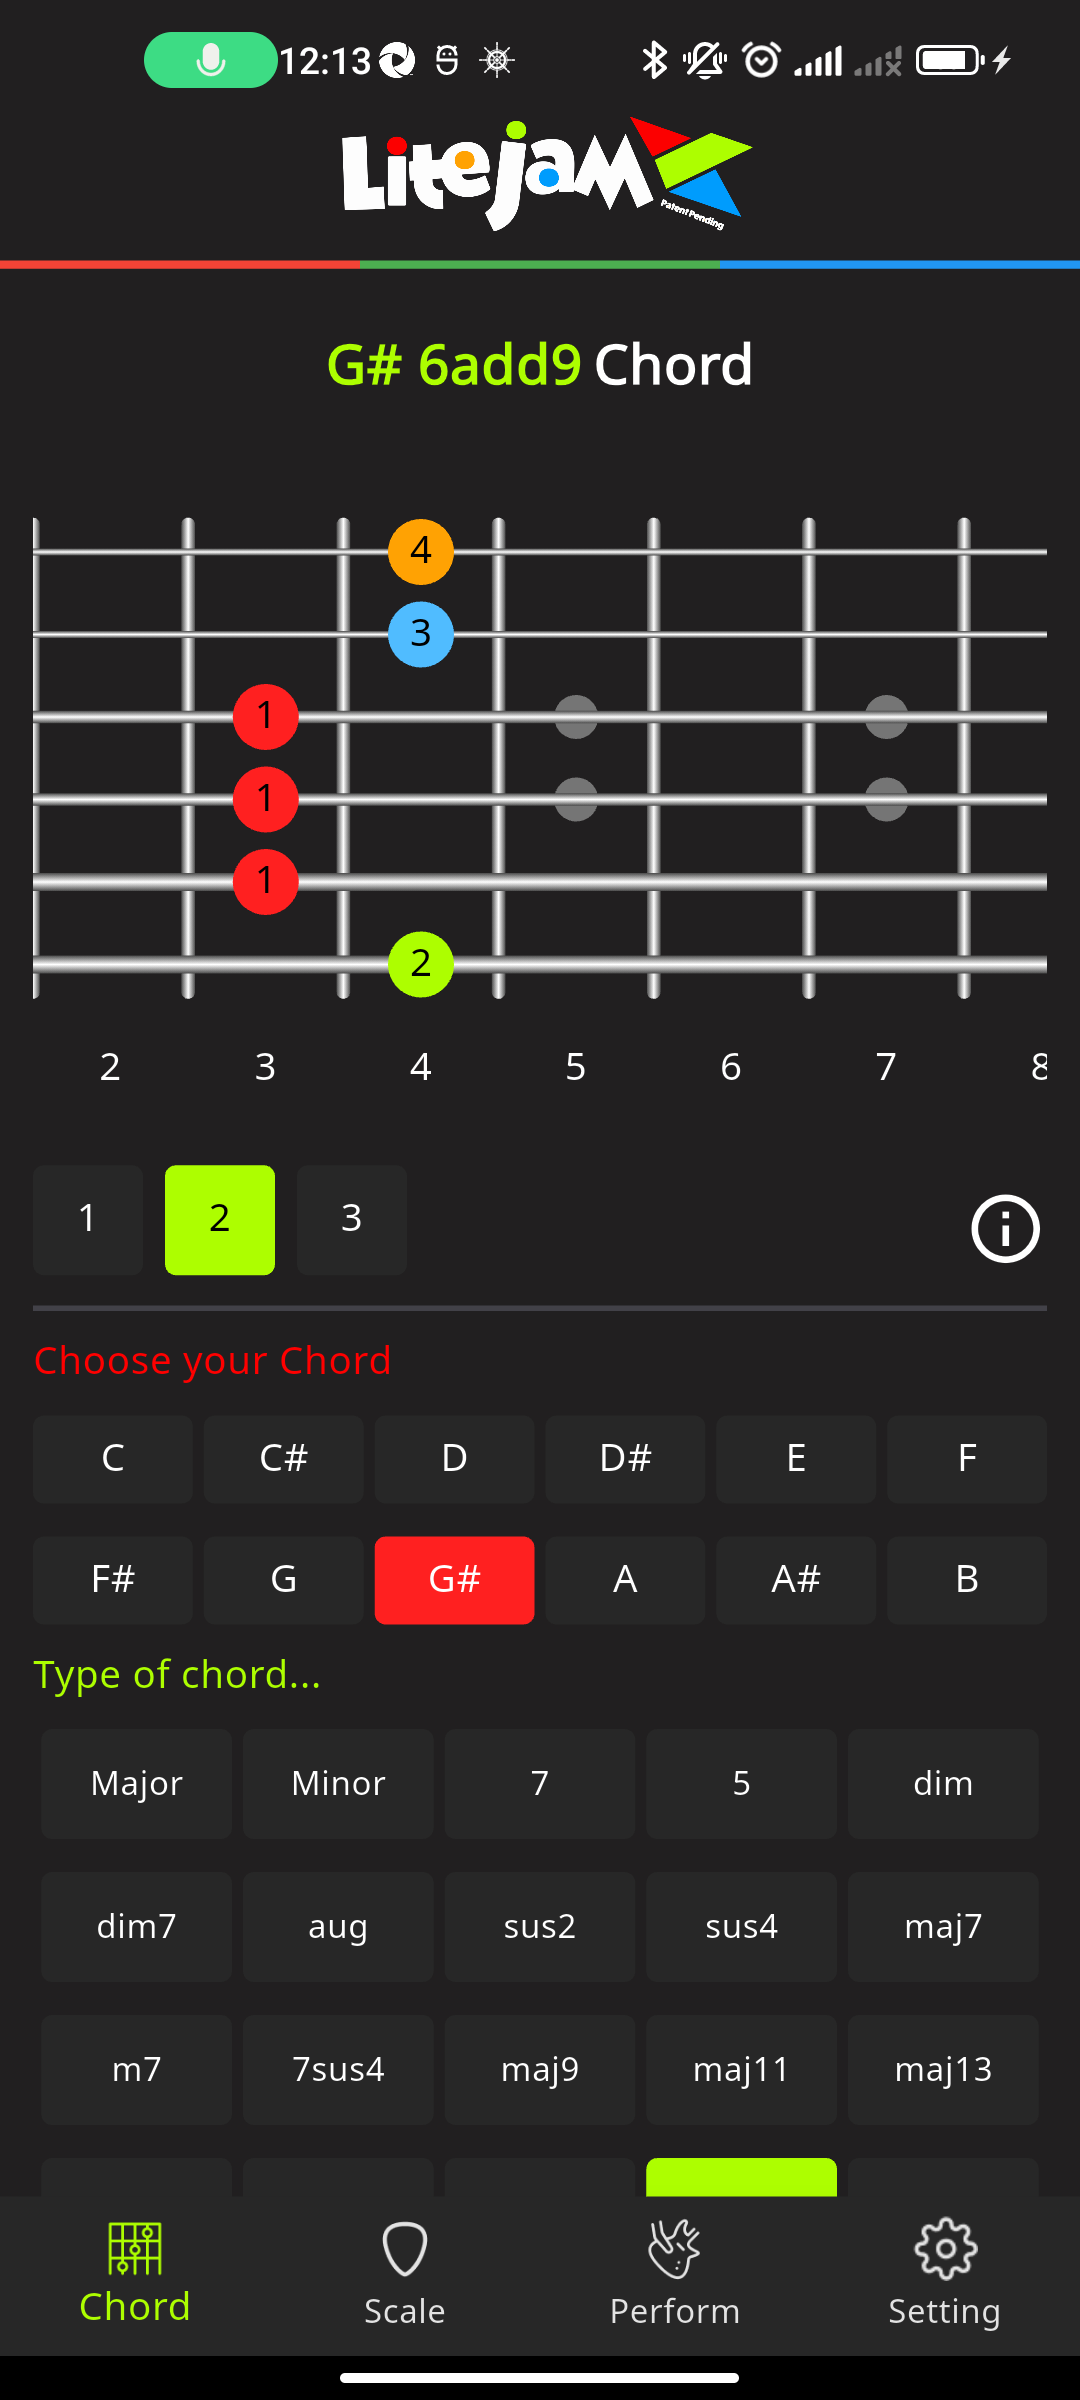 12:13
Litejam
Patent Pending
G# 6add9 Chord
4
3
1
1
1
2
2 3 4 5 6 7 8
1 2 3
Choose your Chord
C C# D D# E F
F# G G# A A# B
Type of chord...
Major Minor 7 5 dim
dim7 aug sus2 sus4 maj7
m7 7sus4 maj9 maj11 maj13
Chord Scale Perform Setting